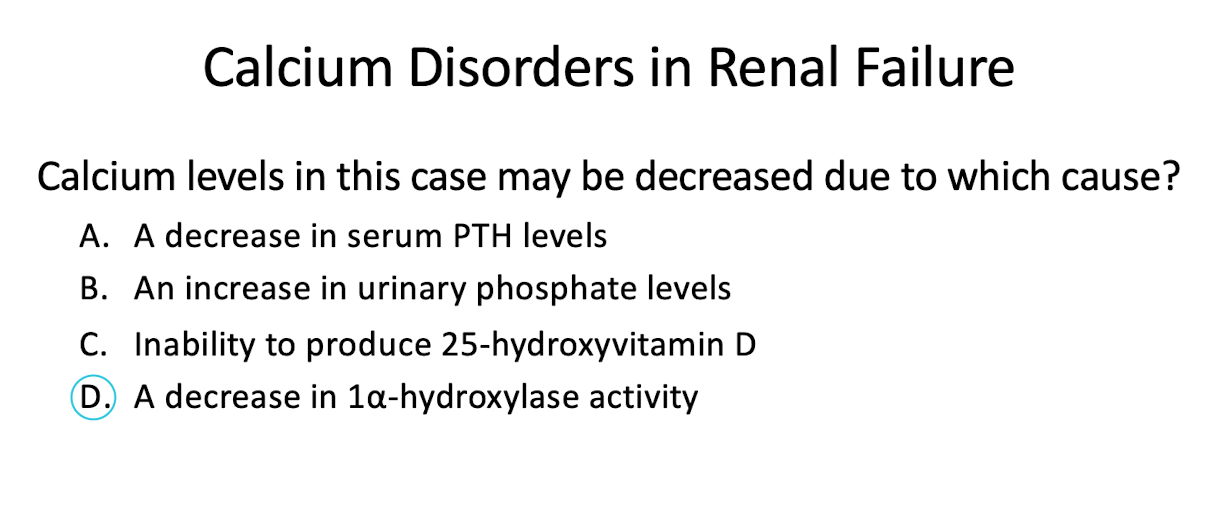 Calcium Disorders in Renal Failure
Calcium levels in this case may be decreased due to which cause?
A. A decrease in serum PTH levels
B. An increase in urinary phosphate levels
C. Inability to produce 25-hydroxyvitamin D
D. A decrease in 1α-hydroxylase activity